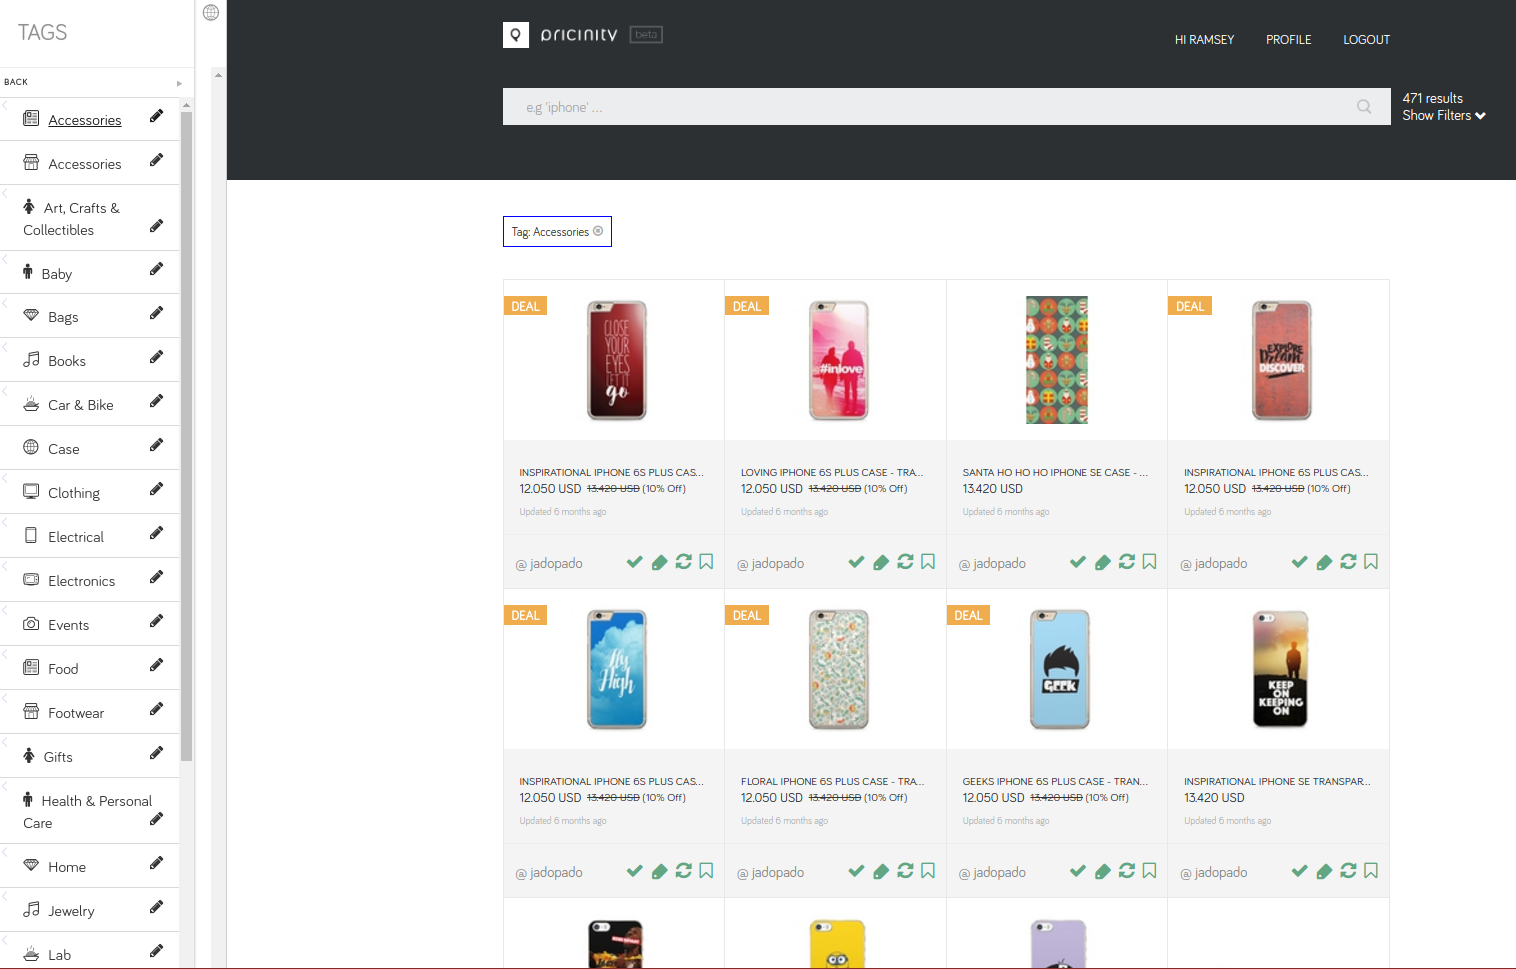 TAGS
BACK
Accessories
Accessories
Art, Crafts &
Collectibles
Baby
Bags
Books
Car & Bike
Case
Clothing
Electrical
Electronics
Events
Food
Footwear
Gifts
Health & Personal
Care
Home
Jewelry
Lab
pricinity beta
HI RAMSEY PROFILE LOGOUT
e.g 'iphone' ...
471 results
Show Filters
Tag: Accessories
DEAL
CLOSE
YOUR
EYES
LET IT
go
DEAL
#inlove
DEAL
EXPLORE
Dream
DISCOVER
INSPIRATIONAL IPHONE 6S PLUS CAS...
12.050 USD 13.420 USD (10% Off)
Updated 6 months ago
@ jadopado
LOVING IPHONE 6S PLUS CASE - TRA...
12.050 USD 13.420 USD (10% Off)
Updated 6 months ago
@ jadopado
SANTA HO HO HO IPHONE SE CASE - ...
13.420 USD
Updated 6 months ago
@ jadopado
INSPIRATIONAL IPHONE 6S PLUS CAS...
12.050 USD 13.420 USD (10% Off)
Updated 6 months ago
@ jadopado
DEAL
fly
High
DEAL
DEAL
GEEK
KEEP
ON
KEEPING
ON
INSPIRATIONAL IPHONE 6S PLUS CAS...
12.050 USD 13.420 USD (10% Off)
Updated 6 months ago
@ jadopado
FLORAL IPHONE 6S PLUS CASE - TRA...
12.050 USD 13.420 USD (10% Off)
Updated 6 months ago
@ jadopado
GEEKS IPHONE 6S PLUS CASE - TRAN...
12.050 USD 13.420 USD (10% Off)
Updated 6 months ago
@ jadopado
INSPIRATIONAL IPHONE SE TRANSPAR...
13.420 USD
Updated 6 months ago
@ jadopado